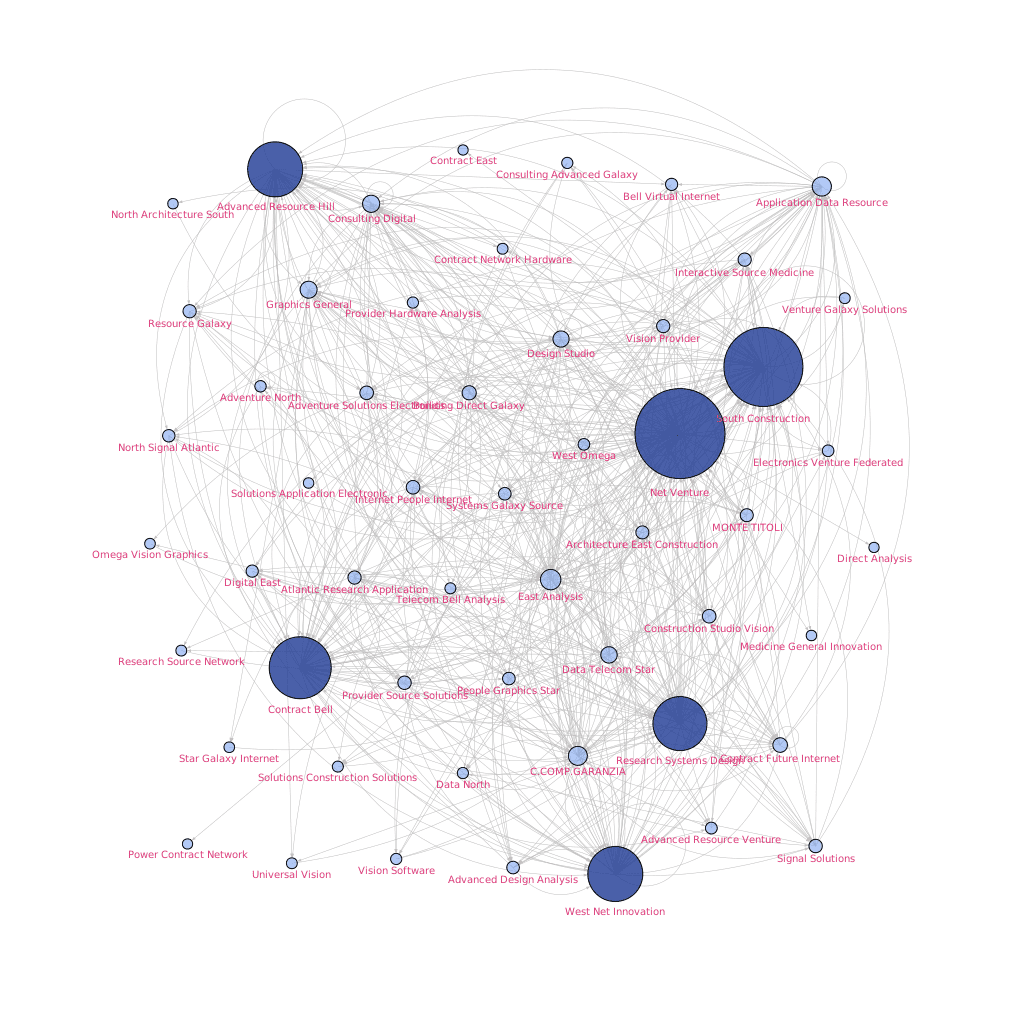 Contract East
Consulting Advanced Galaxy
Bell Virtual Internet
Application Data Resource
Advanced Resource Hill
North Architecture South
Consulting Digital
Contract Network Hardware
Interactive Source Medicine
Graphics General
Venture Galaxy Solutions
Provider Hardware Analysis
Resource Galaxy
Vision Provider
Design Studio
Adventure North
Adventure Solutions Electronics
Direct Galaxy
South Construction
North Signal Atlantic
West Omega
Electronics Venture Federated
Solutions Application Electronic
Net Venture
Internet People Internet
Systems Galaxy Source
MONTE TITOLI
Architecture East Construction
Omega Vision Graphics
Direct Analysis
Digital East
Atlantic Research Application
East Analysis
Telecom Bell Analysis
Construction Studio Vision
Medicine General Innovation
Research Source Network
Data Telecom Star
People Graphics Star
Provider Source Solutions
Contract Bell
Star Galaxy Internet
Research Systems Design
Contract Future Internet
C.COMP.GARANZIA
Solutions Construction Solutions
Data North
Advanced Resource Venture
Power Contract Network
Signal Solutions
Vision Software
Universal Vision
Advanced Design Analysis
West Net Innovation